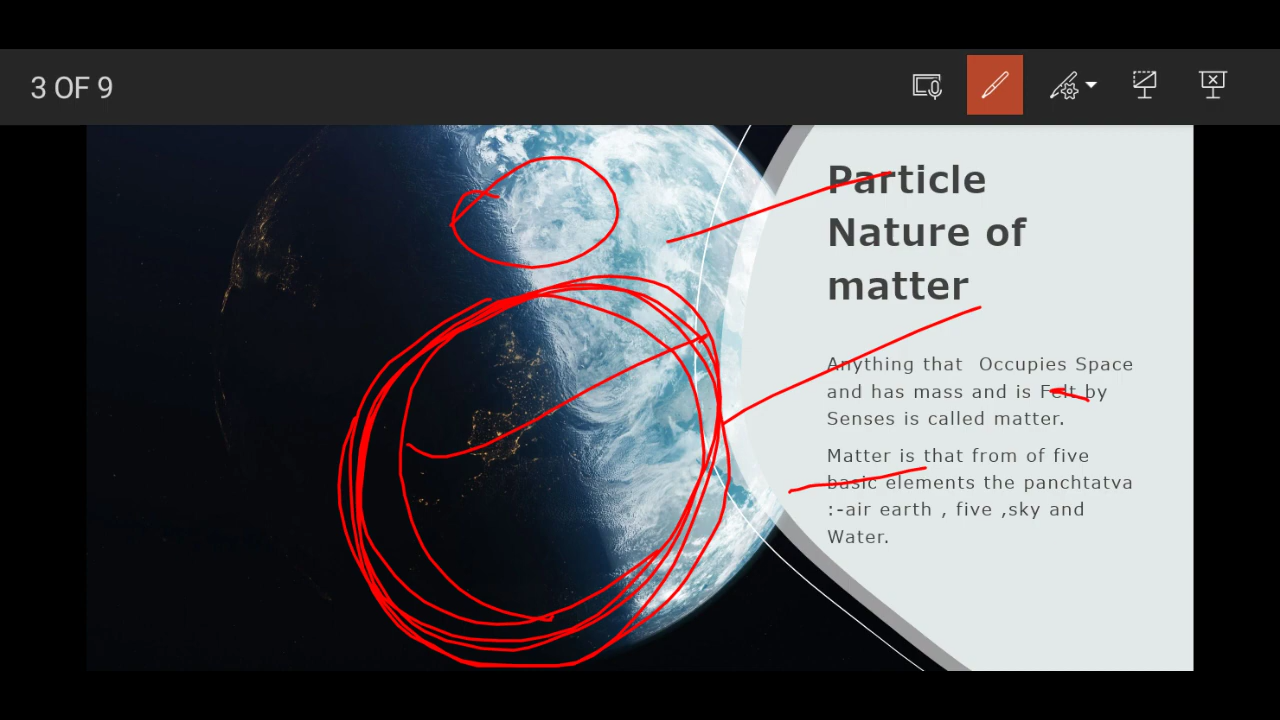 3 OF 9
Particle
Nature of
matter
Anything that  Occupies Space
and has mass and is Felt by
Senses is called matter.
Matter is that from of five
basic elements the panchtatva
:-air earth , five ,sky and
Water.